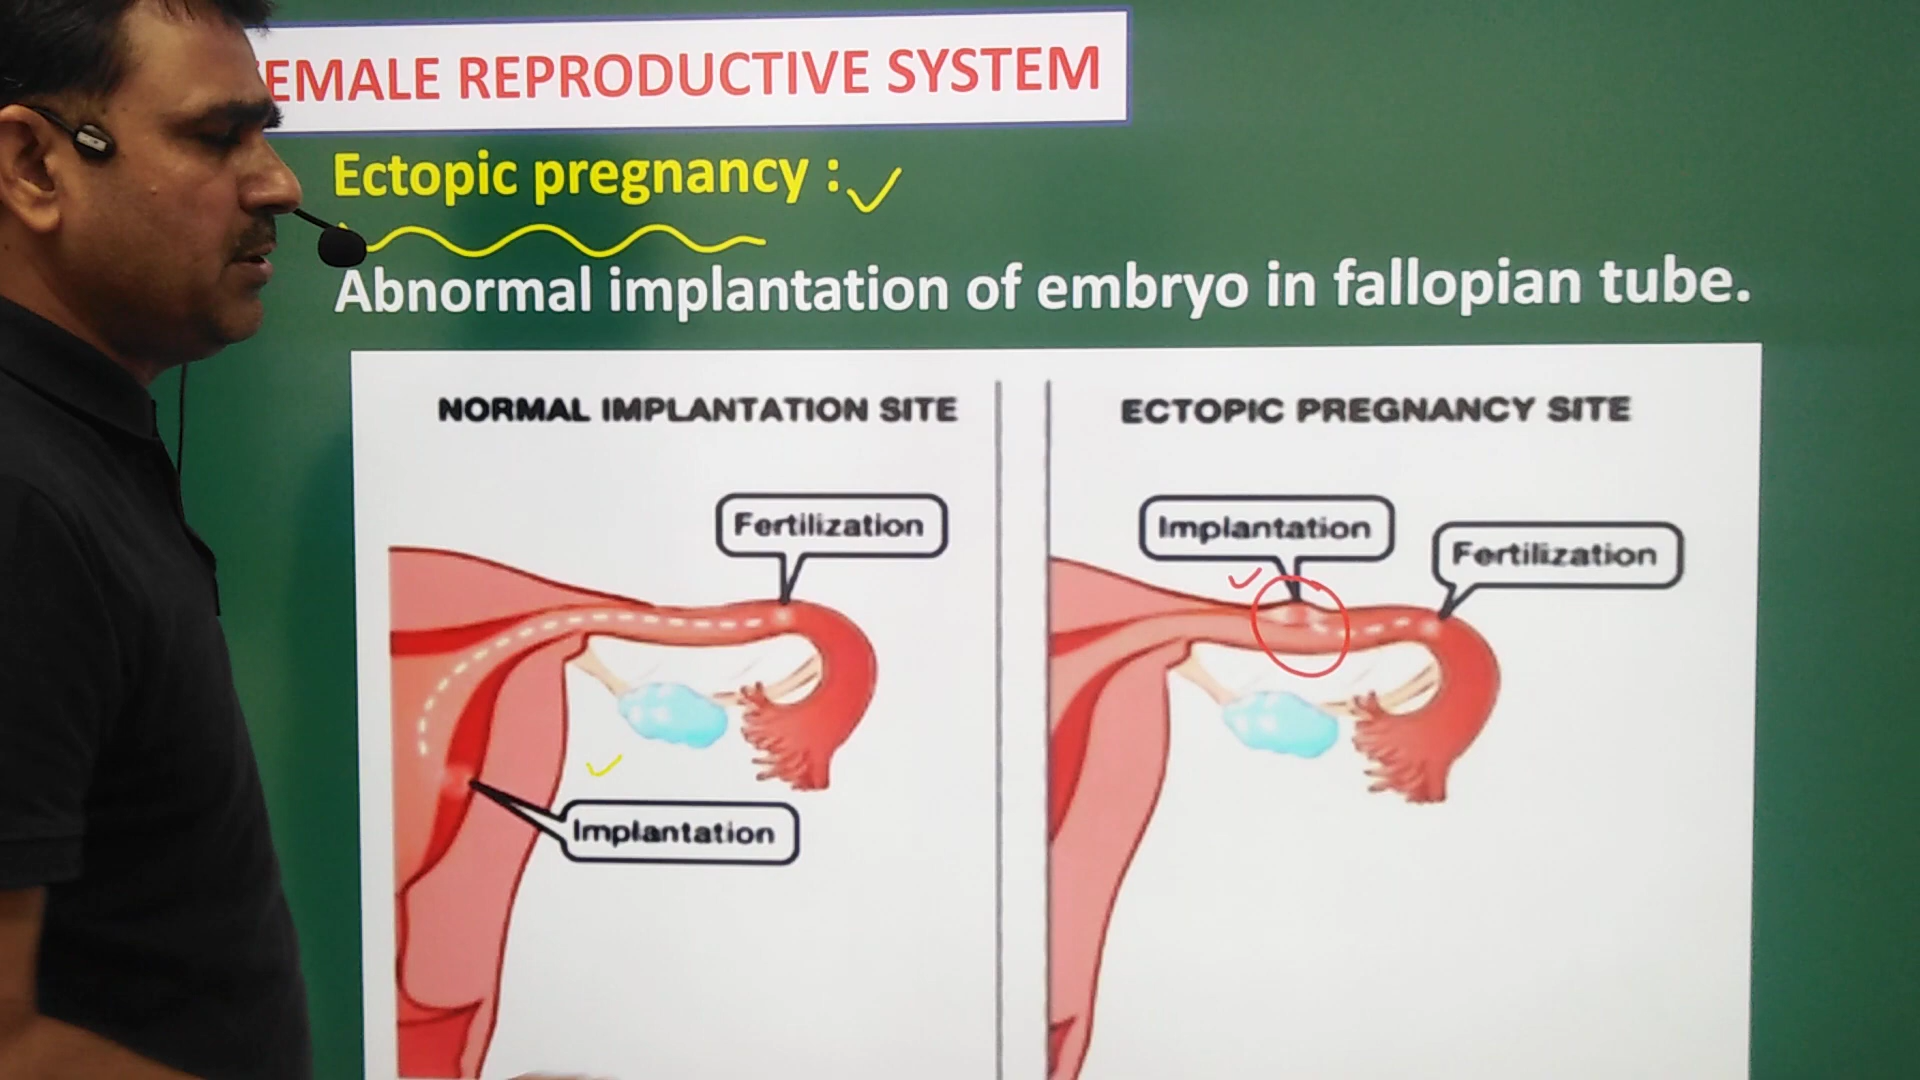 EMALE REPRODUCTIVE SYSTEM
Ectopic pregnancy :
Abnormal implantation of embryo in fallopian tube.
NORMAL IMPLANTATION SITE
Fertilization
Implantation
ECTOPIC PREGNANCY SITE
Implantation
Fertilization